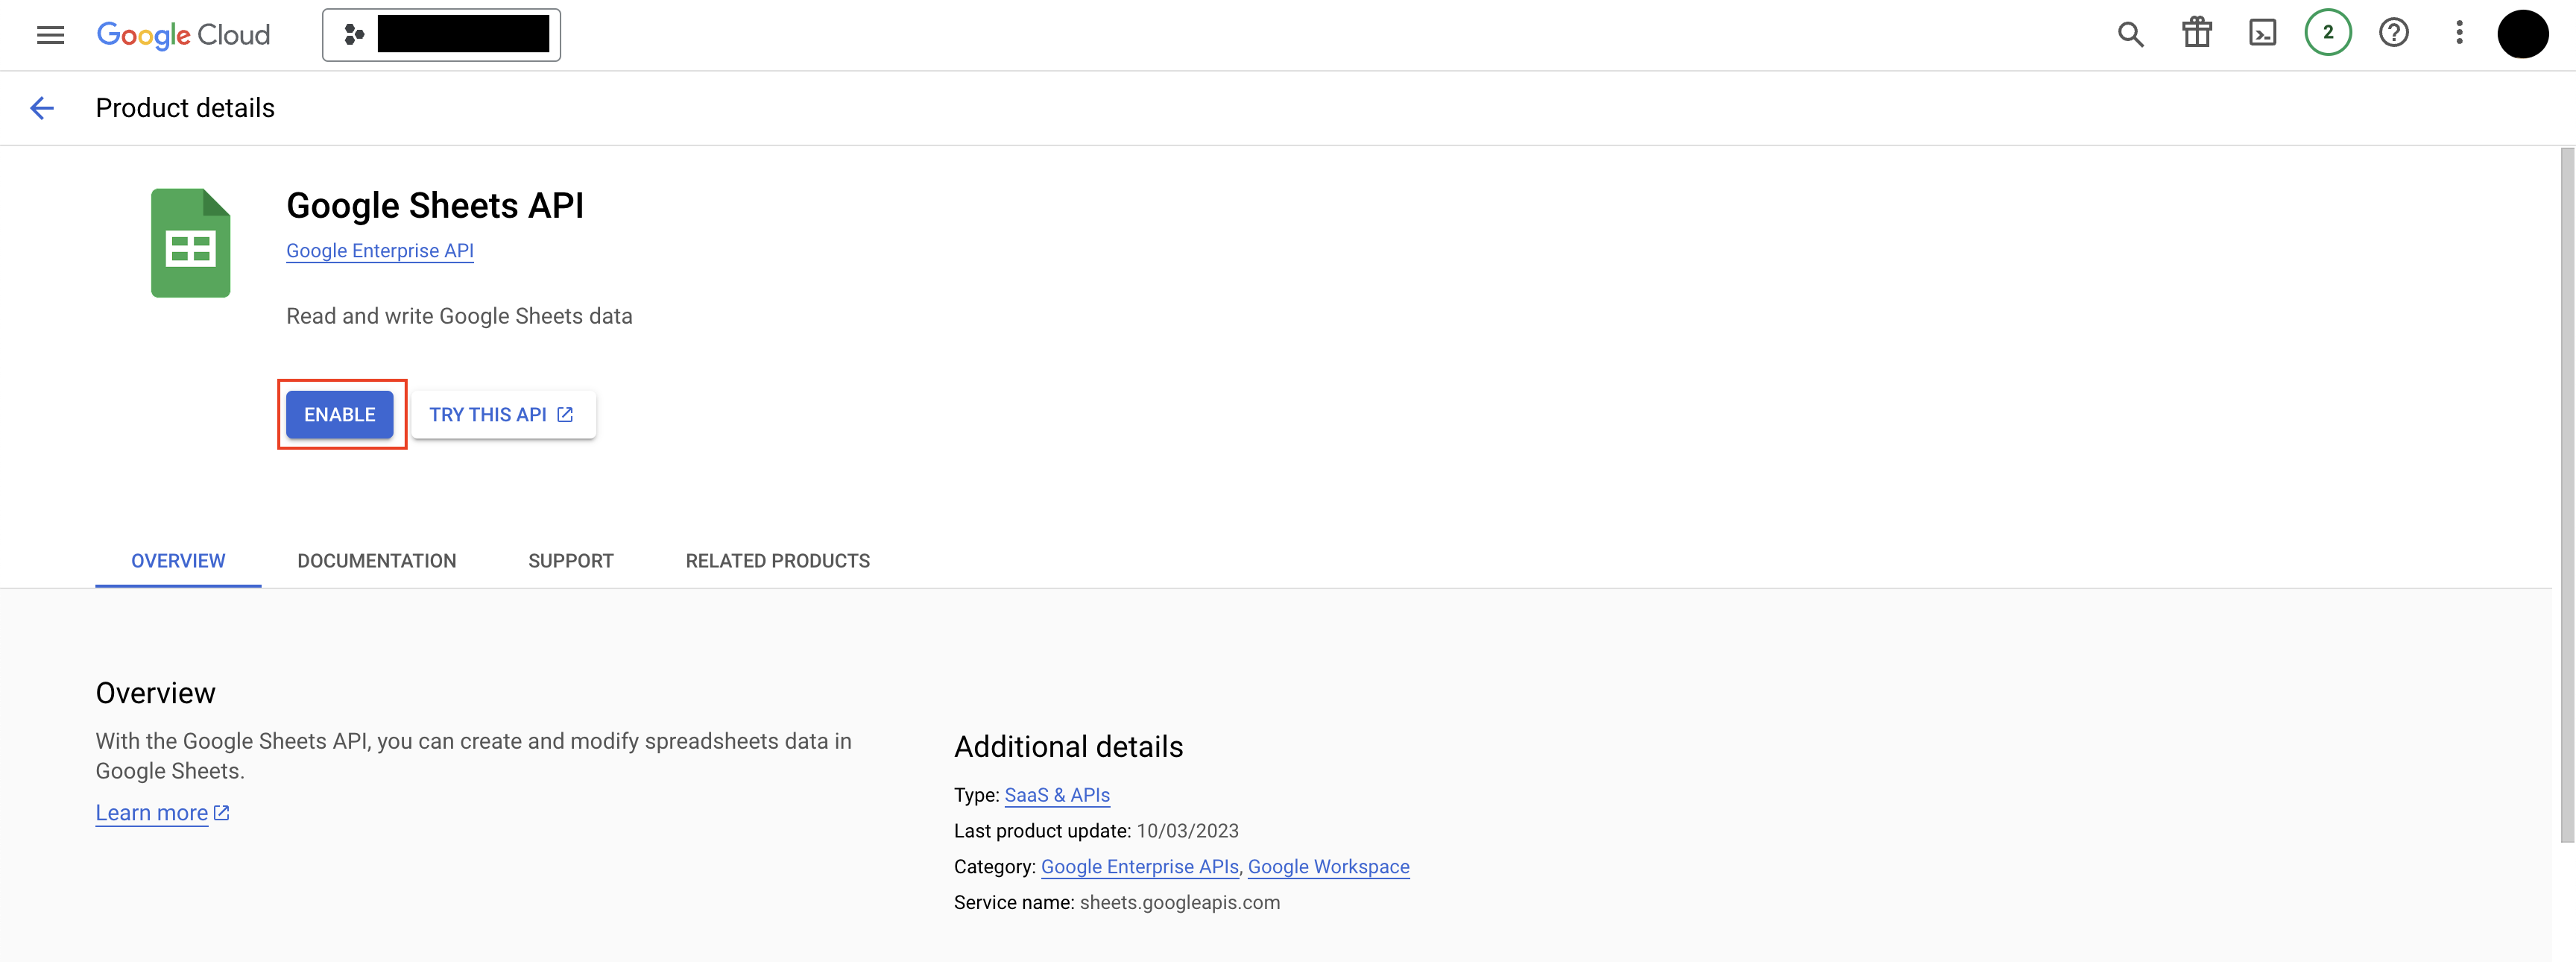 Google Cloud
2
Product details
Google Sheets API
Google Enterprise API
Read and write Google Sheets data
ENABLE
TRY THIS API
OVERVIEW
DOCUMENTATION
SUPPORT
RELATED PRODUCTS
Overview
With the Google Sheets API, you can create and modify spreadsheets data in
Google Sheets.
Learn more
Additional details
Type: SaaS & APIs
Last product update: 10/03/2023
Category: Google Enterprise APIs, Google Workspace
Service name: sheets.googleapis.com